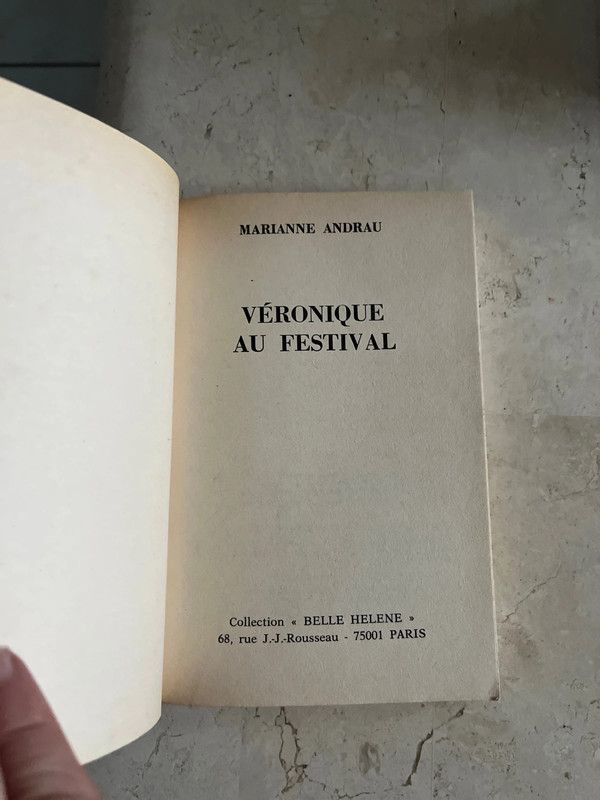 MARIANNE ANDRAU
VÉRONIQUE
AU FESTIVAL
Collection « BELLE HELENE »
68, rue J.-J.-Rousseau - 75001 PARIS